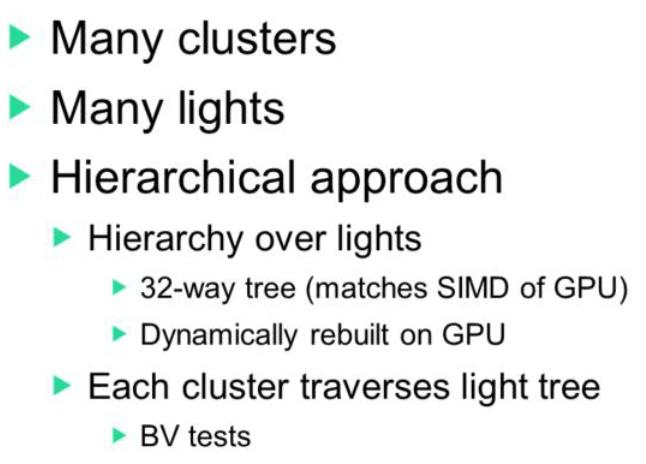 Many clusters
Many lights
Hierarchical approach
Hierarchy over lights
32-way tree (matches SIMD of GPU)
Dynamically rebuilt on GPU
Each cluster traverses light tree
BV tests